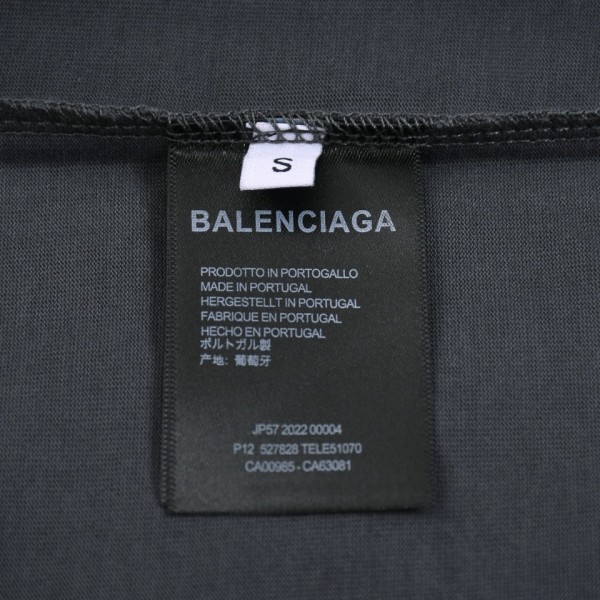 S
BALENCIAGA
PRODOTTO IN PORTOGALLO
MADE IN PORTUGAL
HERGESTELLT IN PORTUGAL
FABRIQUE EN PORTUGAL
HECHO EN PORTUGAL
ポルトガル製
产地: 葡萄牙
JP57 2022 00004
P12 527828 TELE51070
CA00985 - CA63081